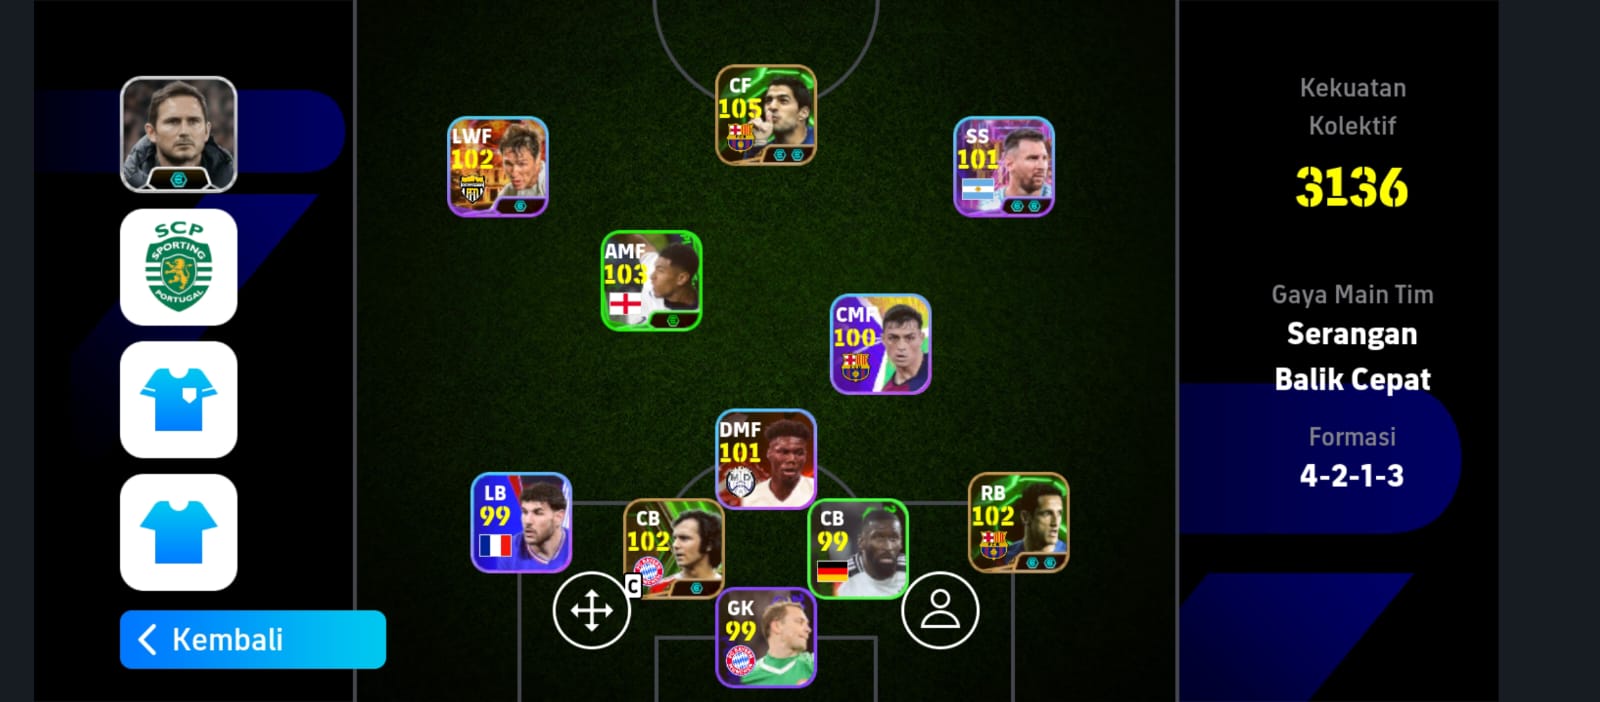 CF
105
LWF
102
SS
101
AMF
103
CMF
100
DMF
101
LB
99
CB
102
C
CB
99
RB
102
GK
99
SCP
SPORTING
PORTUGAL
Kembali
Kekuatan
Kolektif
3136
Gaya Main Tim
Serangan
Balik Cepat
Formasi
4-2-1-3